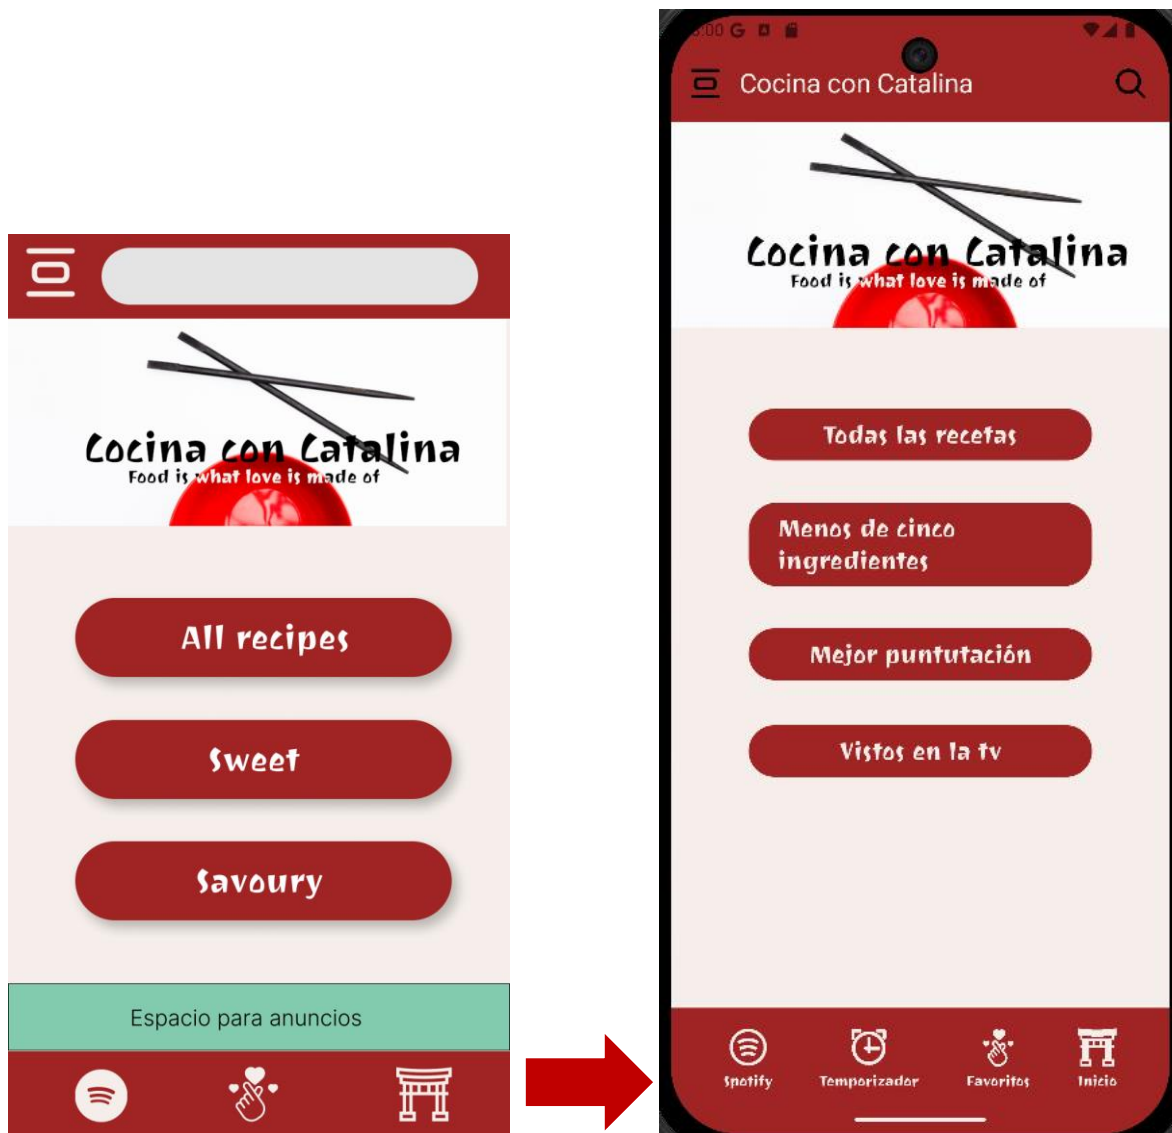 Cocina con Catalina
Food is what love is made of
All recipes
Sweet
Savoury
Espacio para anuncios
:00 G
Cocina con Catalina
Cocina con Catalina
Food is what love is made of
Todas las recetas
Menos de cinco
ingredientes
Mejor puntutación
Vistos en la tv
Spotify Temporizador Favoritos Inicio